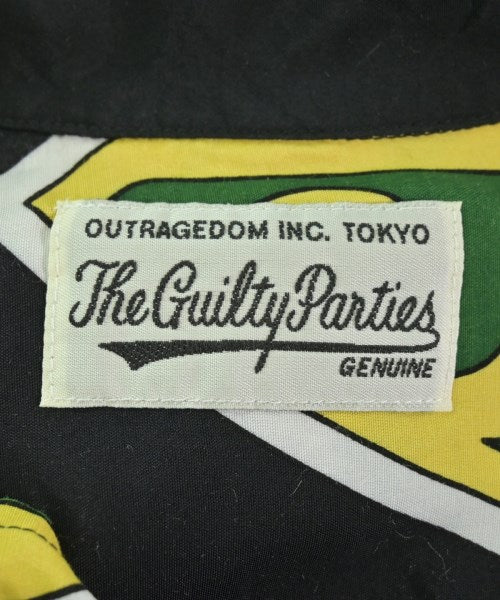 OUTRAGEDOM INC. TOKYO
The Guilty Parties
GENUINE